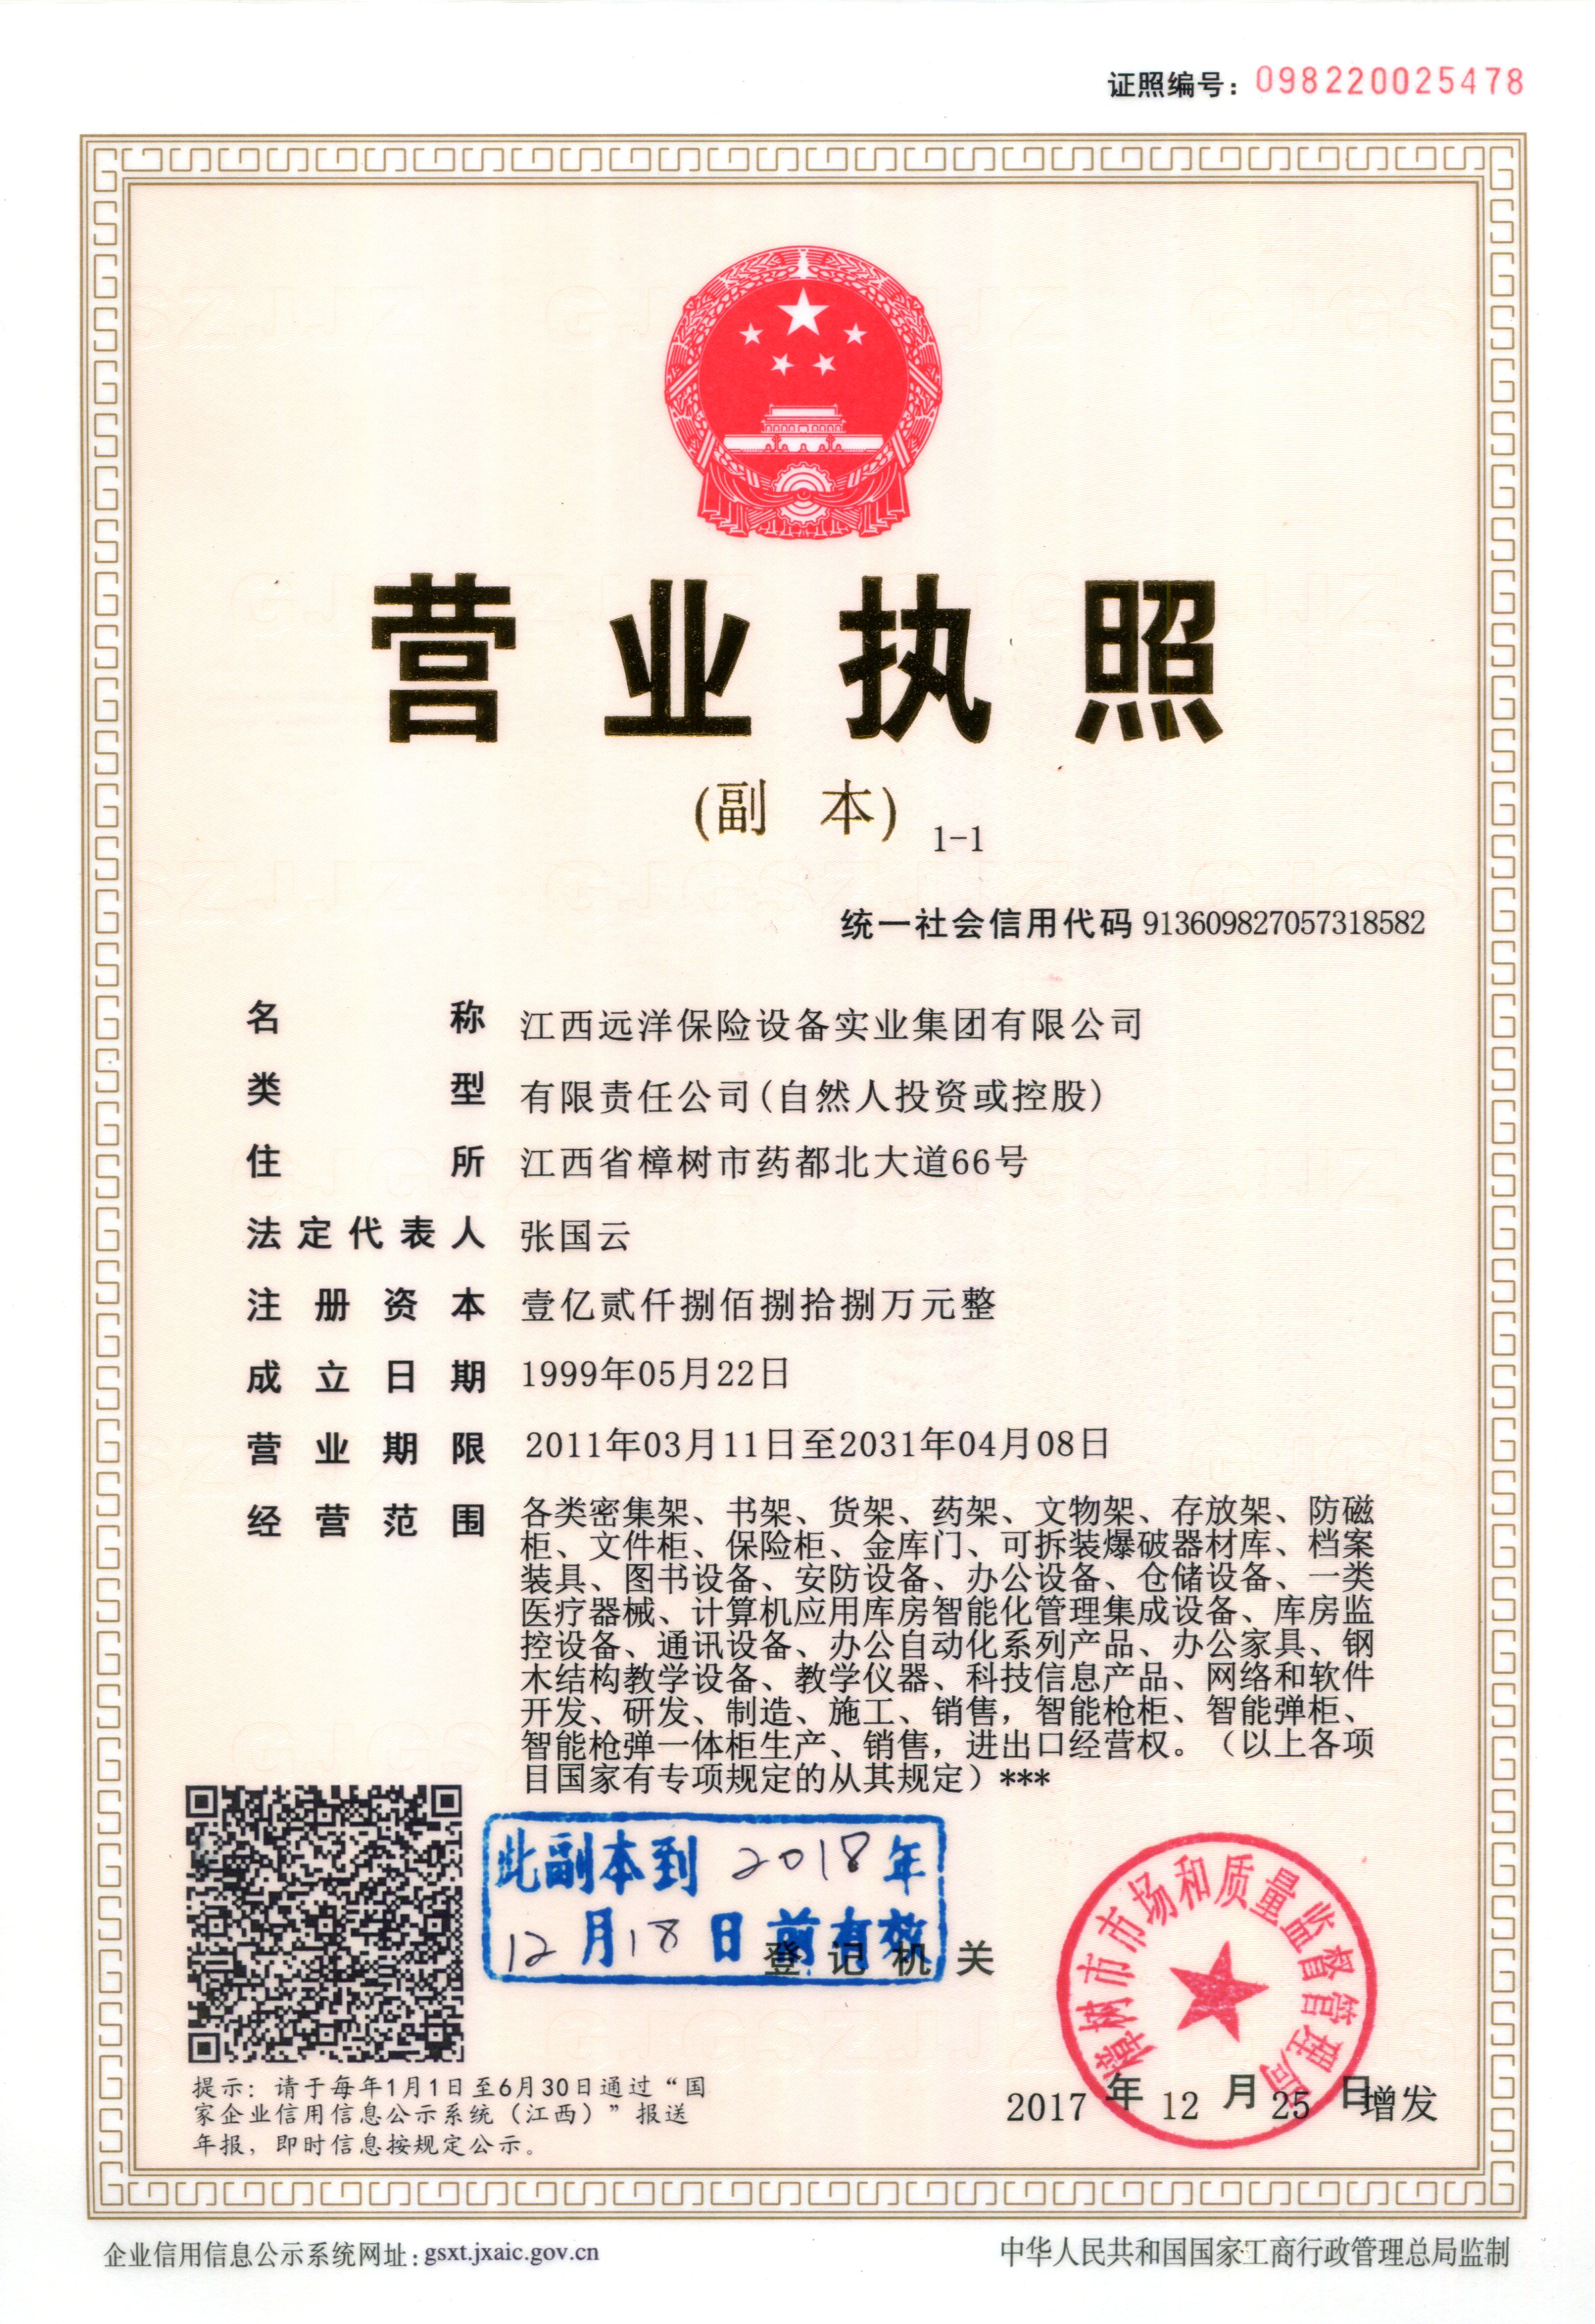 证照编号：098220025478
营业执照
(副 本) 1-1
统一社会信用代码 913609827057318582
名称 江西远洋保险设备实业集团有限公司
类型 有限责任公司(自然人投资或控股)
住所 江西省樟树市药都北大道66号
法定代表人 张国云
注册资本 壹亿贰仟捌佰捌拾捌万元整
成立日期 1999年05月22日
营业期限 2011年03月11日至2031年04月08日
经营范围 各类密集架、书架、货架、药架、文物架、存放架、防磁
柜、文件柜、保险柜、金库门、可拆装爆破器材库、档案
装具、图书设备、安防设备、办公设备、仓储设备、一类
医疗器械、计算机应用库房智能化管理集成设备、库房监
控设备、通讯设备、办公自动化系列产品、办公家具、钢
木结构教学设备、教学仪器、科技信息产品、网络和软件
开发、研发、制造、施工、销售，智能枪柜、智能弹柜、
智能枪弹一体柜生产、销售，进出口经营权。（以上各项
目国家有专项规定的从其规定）***
此副本到 2018 年
12 月 18 日前有效
登记机关
樟树市市场和质量监督管理局
2017 年 12 月 25 日增发
提示：请于每年1月1日至6月30日通过“国
家企业信用信息公示系统（江西）”报送
年报，即时信息按规定公示。
企业信用信息公示系统网址：gsxt.jxaic.gov.cn
中华人民共和国国家工商行政管理总局监制